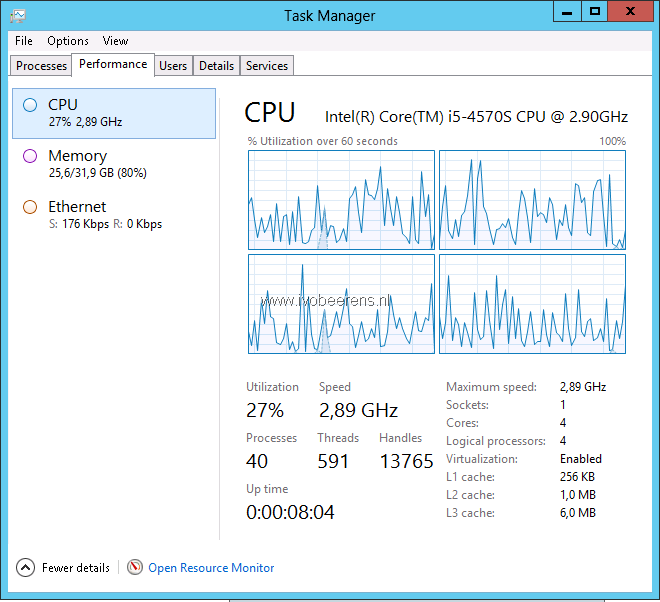 Task Manager
File Options View
Processes Performance Users Details Services
CPU
27% 2,89 GHz
Memory
25,6/31,9 GB (80%)
Ethernet
S: 176 Kbps R: 0 Kbps
CPU Intel(R) Core(TM) i5-4570S CPU @ 2.90GHz
% Utilization over 60 seconds 100%
www.ivobeerens.nl
Utilization Speed
27% 2,89 GHz
Processes Threads Handles
40 591 13765
Up time
0:00:08:04
Maximum speed: 2,89 GHz
Sockets: 1
Cores: 4
Logical processors: 4
Virtualization: Enabled
L1 cache: 256 KB
L2 cache: 1,0 MB
L3 cache: 6,0 MB
Fewer details Open Resource Monitor